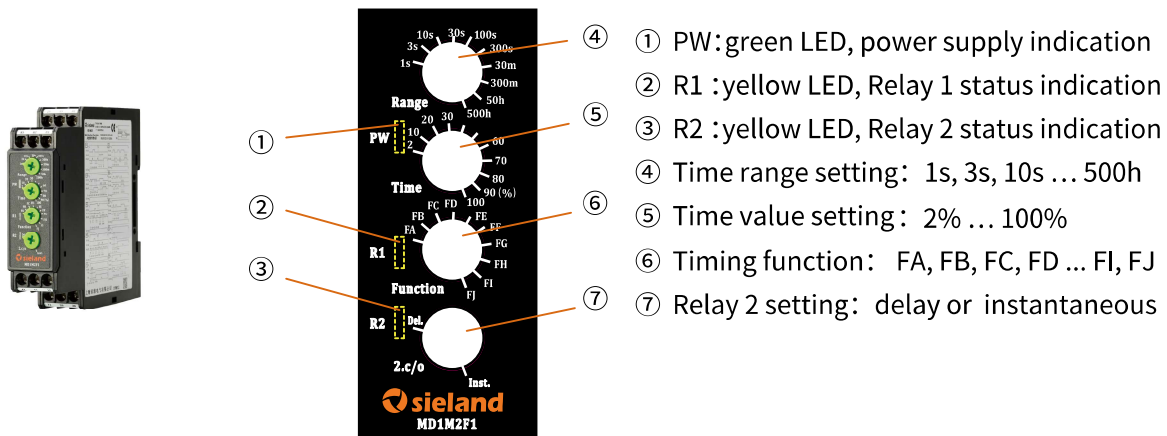 10s
30s
100s
3s
300s
1s
30m
300m
50h
500h
Range
④
① PW:green LED, power supply indication
② R1 :yellow LED, Relay 1 status indication
③ R2 :yellow LED, Relay 2 status indication
④ Time range setting: 1s, 3s, 10s ... 500h
⑤ Time value setting: 2% ... 100%
⑥ Timing function: FA, FB, FC, FD ... FI, FJ
⑦ Relay 2 setting: delay or instantaneous
①
PW
2
10
20
30
60
70
80
90 (%)
100
Time
⑤
②
R1
FA
FB
FC
FD
FE
FF
FG
FH
FI
FJ
Function
⑥
③
R2
Del.
Inst.
2.c/o
⑦
sieland
MD1M2F1
sieland